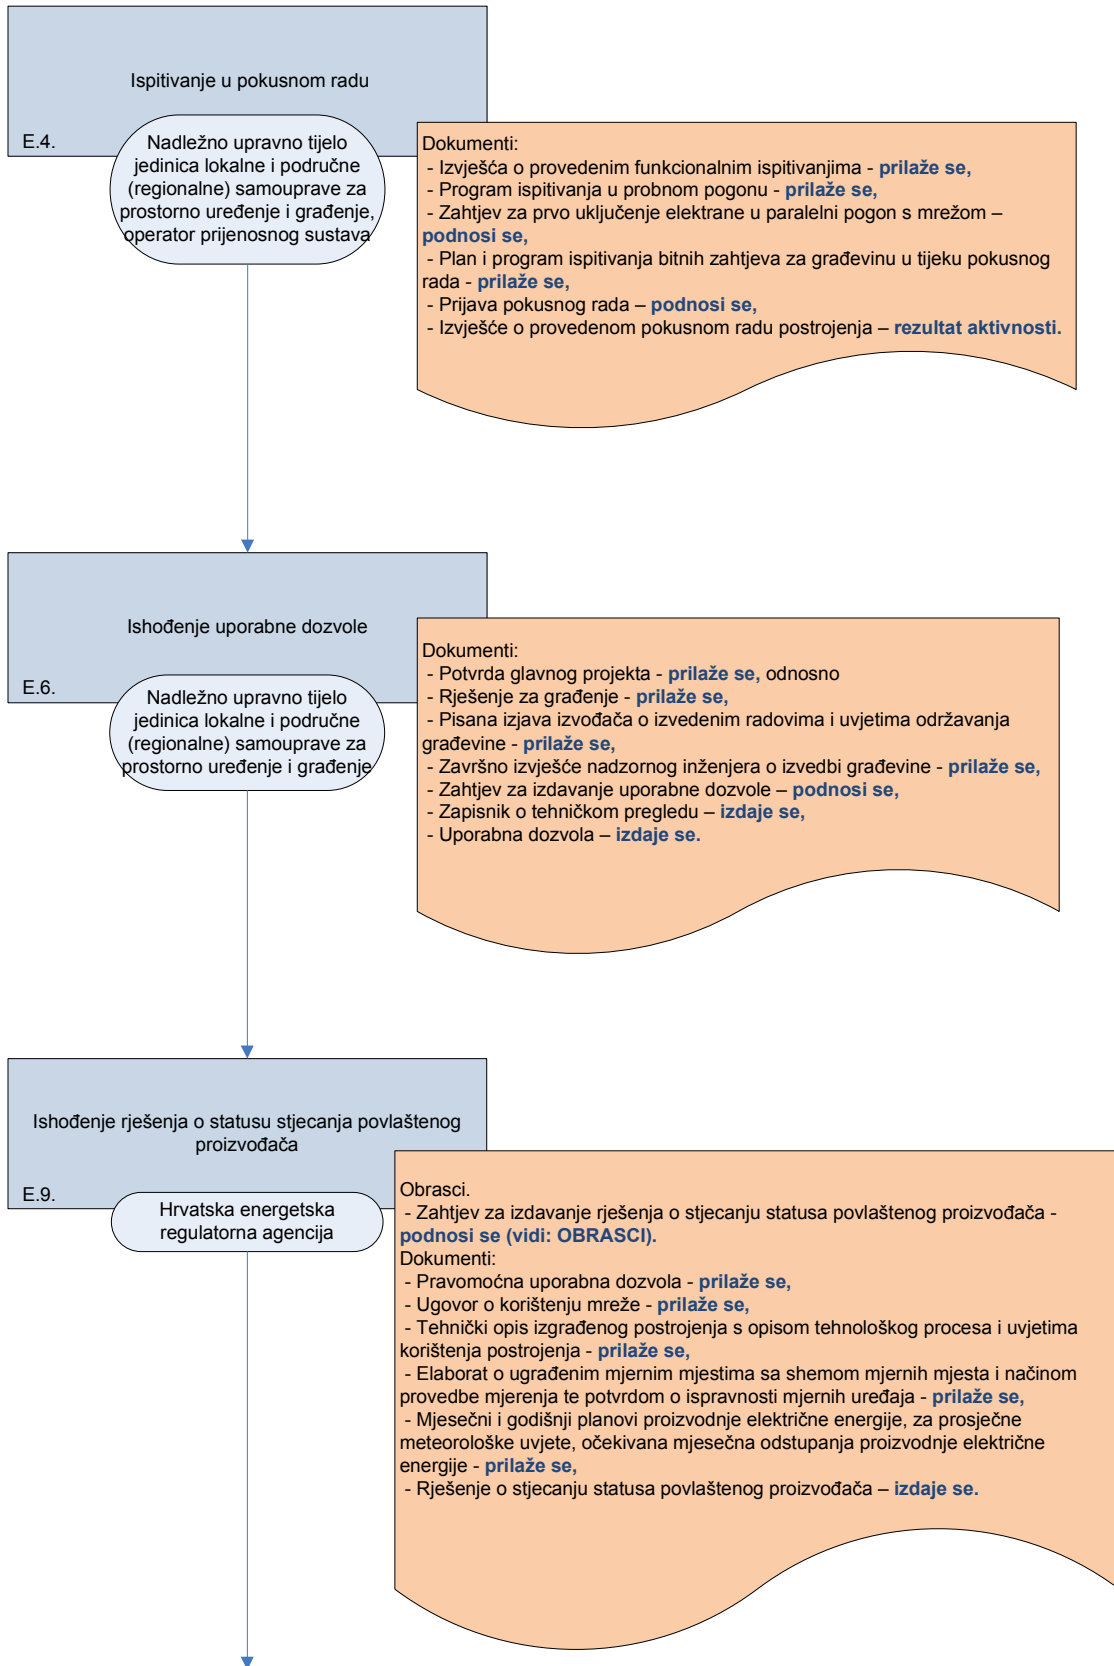 Ispitivanje u pokusnom radu
E.4.
Nadležno upravno tijelo
jedinica lokalne i područne
(regionalne) samouprave za
prostorno uređenje i građenje,
operator prijenosnog sustava
Dokumenti:
- Izvješća o provedenim funkcionalnim ispitivanjima - prilaže se,
- Program ispitivanja u probnom pogonu - prilaže se,
- Zahtjev za prvo uključenje elektrane u paralelni pogon s mrežom –
podnosi se,
- Plan i program ispitivanja bitnih zahtjeva za građevinu u tijeku pokusnog
rada - prilaže se,
- Prijava pokusnog rada – podnosi se,
- Izvješće o provedenom pokusnom radu postrojenja – rezultat aktivnosti.
Ishođenje uporabne dozvole
E.6.
Nadležno upravno tijelo
jedinica lokalne i područne
(regionalne) samouprave za
prostorno uređenje i građenje
Dokumenti:
- Potvrda glavnog projekta - prilaže se, odnosno
- Rješenje za građenje - prilaže se,
- Pisana izjava izvođača o izvedenim radovima i uvjetima održavanja
građevine - prilaže se,
- Završno izvješće nadzornog inženjera o izvedbi građevine - prilaže se,
- Zahtjev za izdavanje uporabne dozvole – podnosi se,
- Zapisnik o tehničkom pregledu – izdaje se,
- Uporabna dozvola – izdaje se.
Ishođenje rješenja o statusu stjecanja povlaštenog
proizvođača
E.9.
Hrvatska energetska
regulatorna agencija
Obrasci.
- Zahtjev za izdavanje rješenja o stjecanju statusa povlaštenog proizvođača -
podnosi se (vidi: OBRASCI).
Dokumenti:
- Pravomoćna uporabna dozvola - prilaže se,
- Ugovor o korištenju mreže - prilaže se,
- Tehnički opis izgrađenog postrojenja s opisom tehnološkog procesa i uvjetima
korištenja postrojenja - prilaže se,
- Elaborat o ugrađenim mjernim mjestima sa shemom mjernih mjesta i načinom
provedbe mjerenja te potvrdom o ispravnosti mjernih uređaja - prilaže se,
- Mjesečni i godišnji planovi proizvodnje električne energije, za prosječne
meteorološke uvjete, očekivana mjesečna odstupanja proizvodnje električne
energije - prilaže se,
- Rješenje o stjecanju statusa povlaštenog proizvođača – izdaje se.